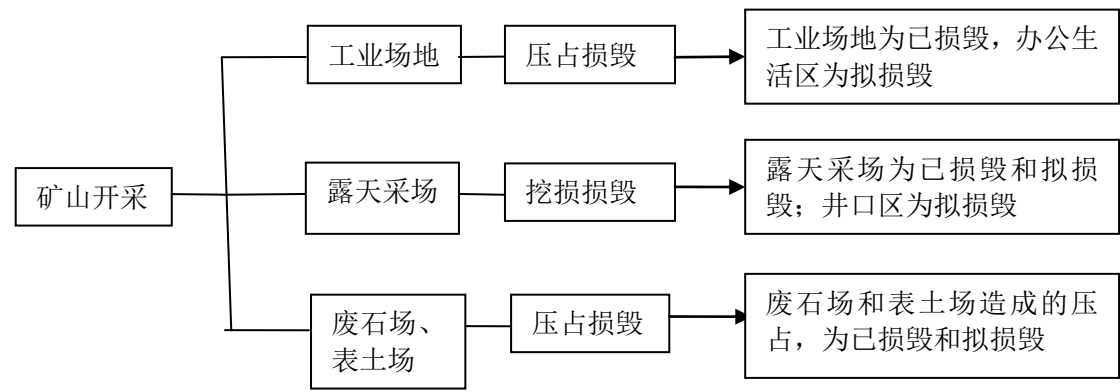 工业场地
压占损毁
工业场地为已损毁，办公生
活区为拟损毁
矿山开采
露天采场
挖损损毁
露天采场为已损毁和拟损
毁；井口区为拟损毁
废石场、
表土场
压占损毁
废石场和表土场造成的压
占，为已损毁和拟损毁